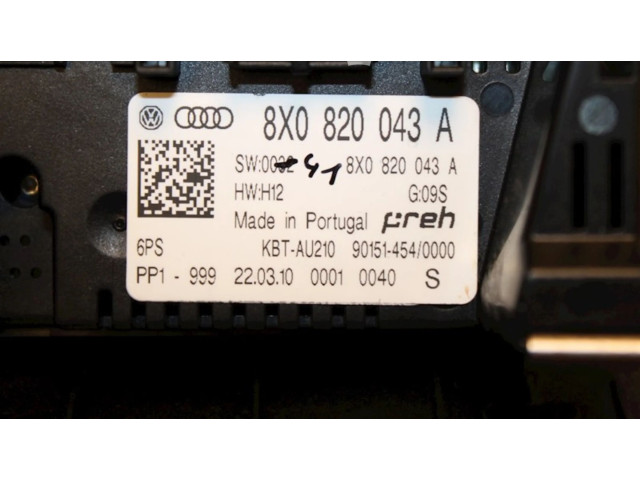 8X0 820 043 A
SW:0032 41 8X0 820 043 A
HW:H12 G:09S
Made in Portugal preh
6PS KBT-AU210 90151-454/0000
PP1 - 999 22.03.10 0001 0040 S